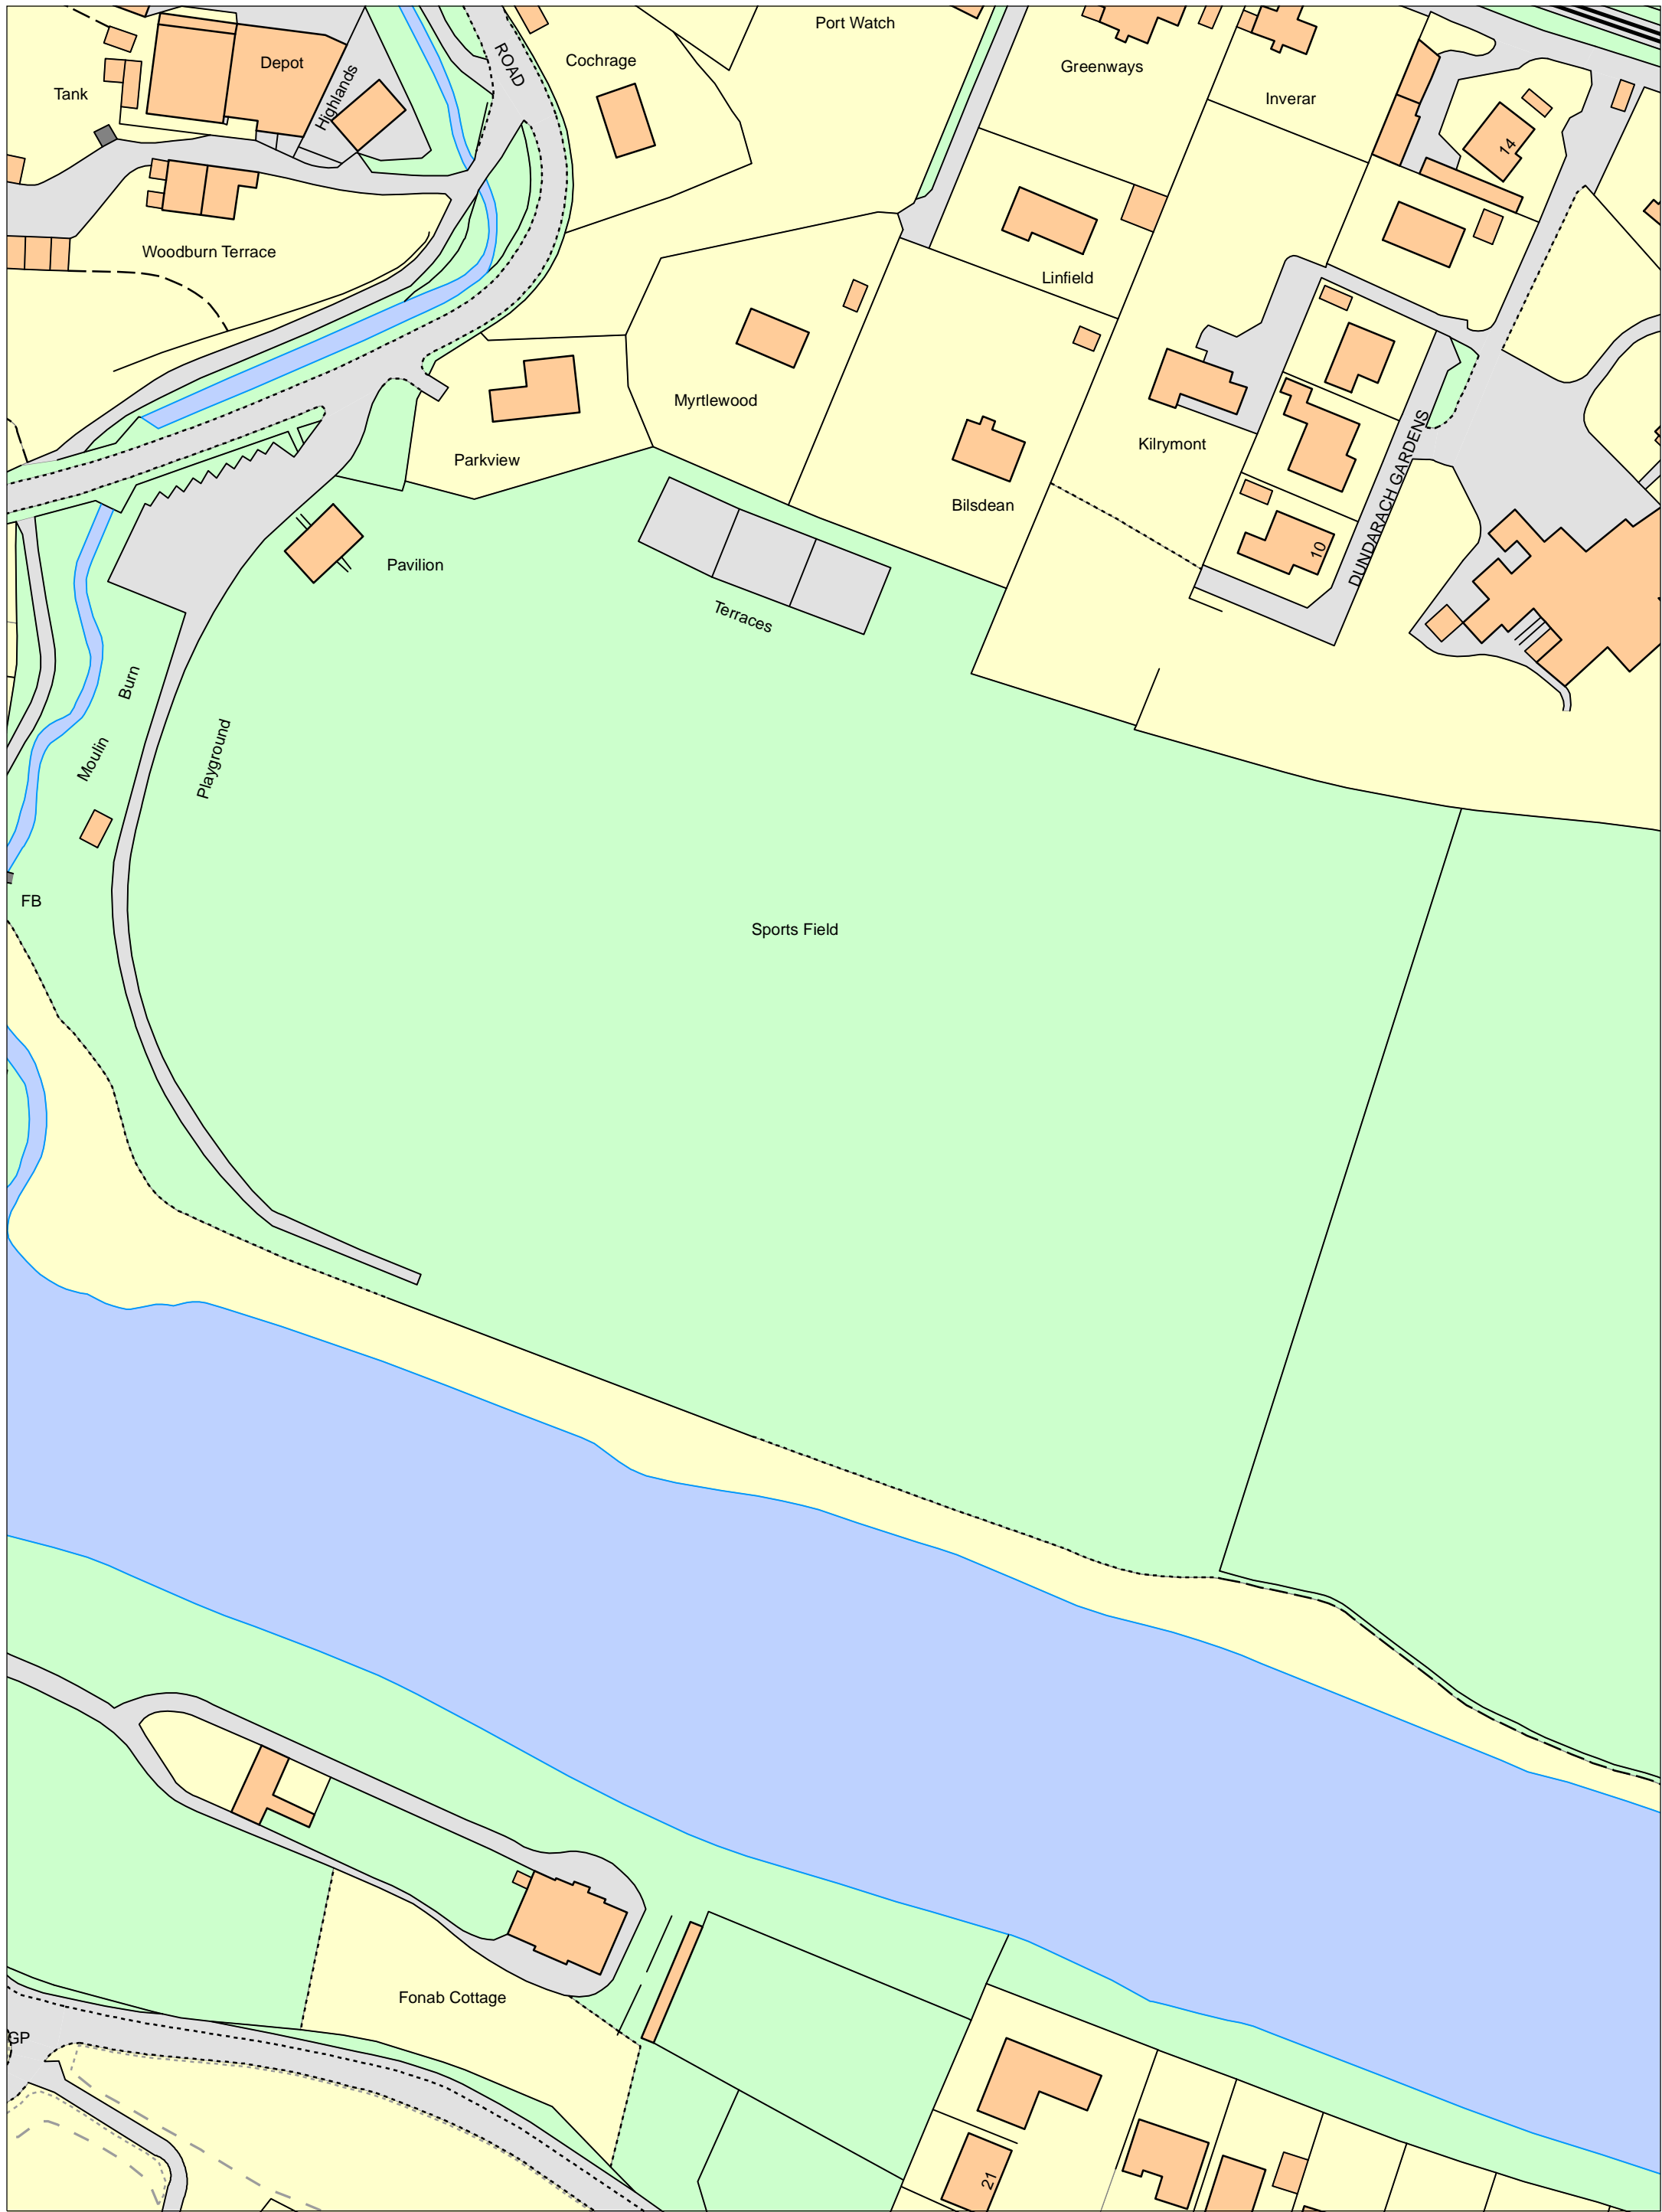 Port Watch
ROAD
Cochrage
Depot
Greenways
Highlands
Tank
Inverar
14
Woodburn Terrace
Linfield
Myrtlewood
Kilrymont
Parkview
DUNDARACH GARDENS
Bilsdean
10
Pavilion
Terraces
Burn
Moulin
Playground
FB
Sports Field
Fonab Cottage
GP
21